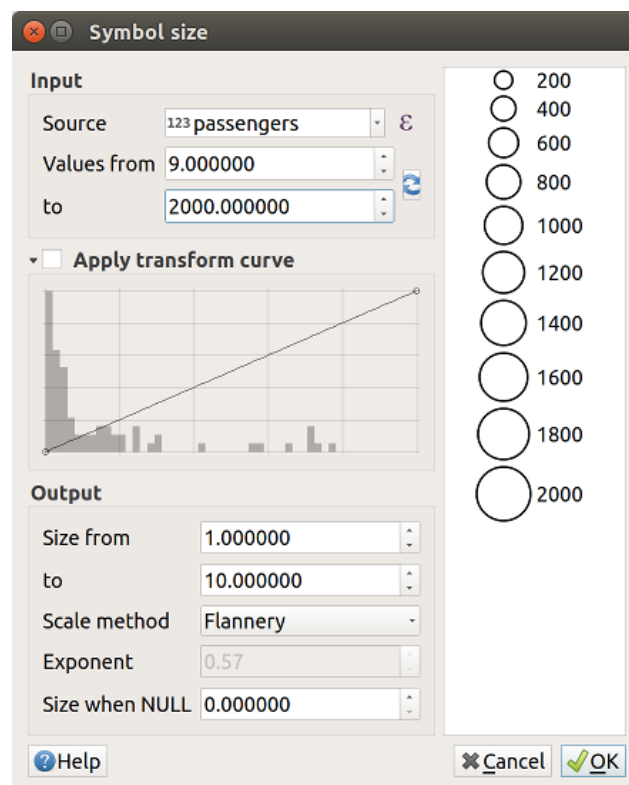 Symbol size
Input
Source 123 passengers ε
Values from 9.000000
to 2000.000000
Apply transform curve
Output
Size from 1.000000
to 10.000000
Scale method Flannery
Exponent 0.57
Size when NULL 0.000000
Help
200
400
600
800
1000
1200
1400
1600
1800
2000
Cancel OK